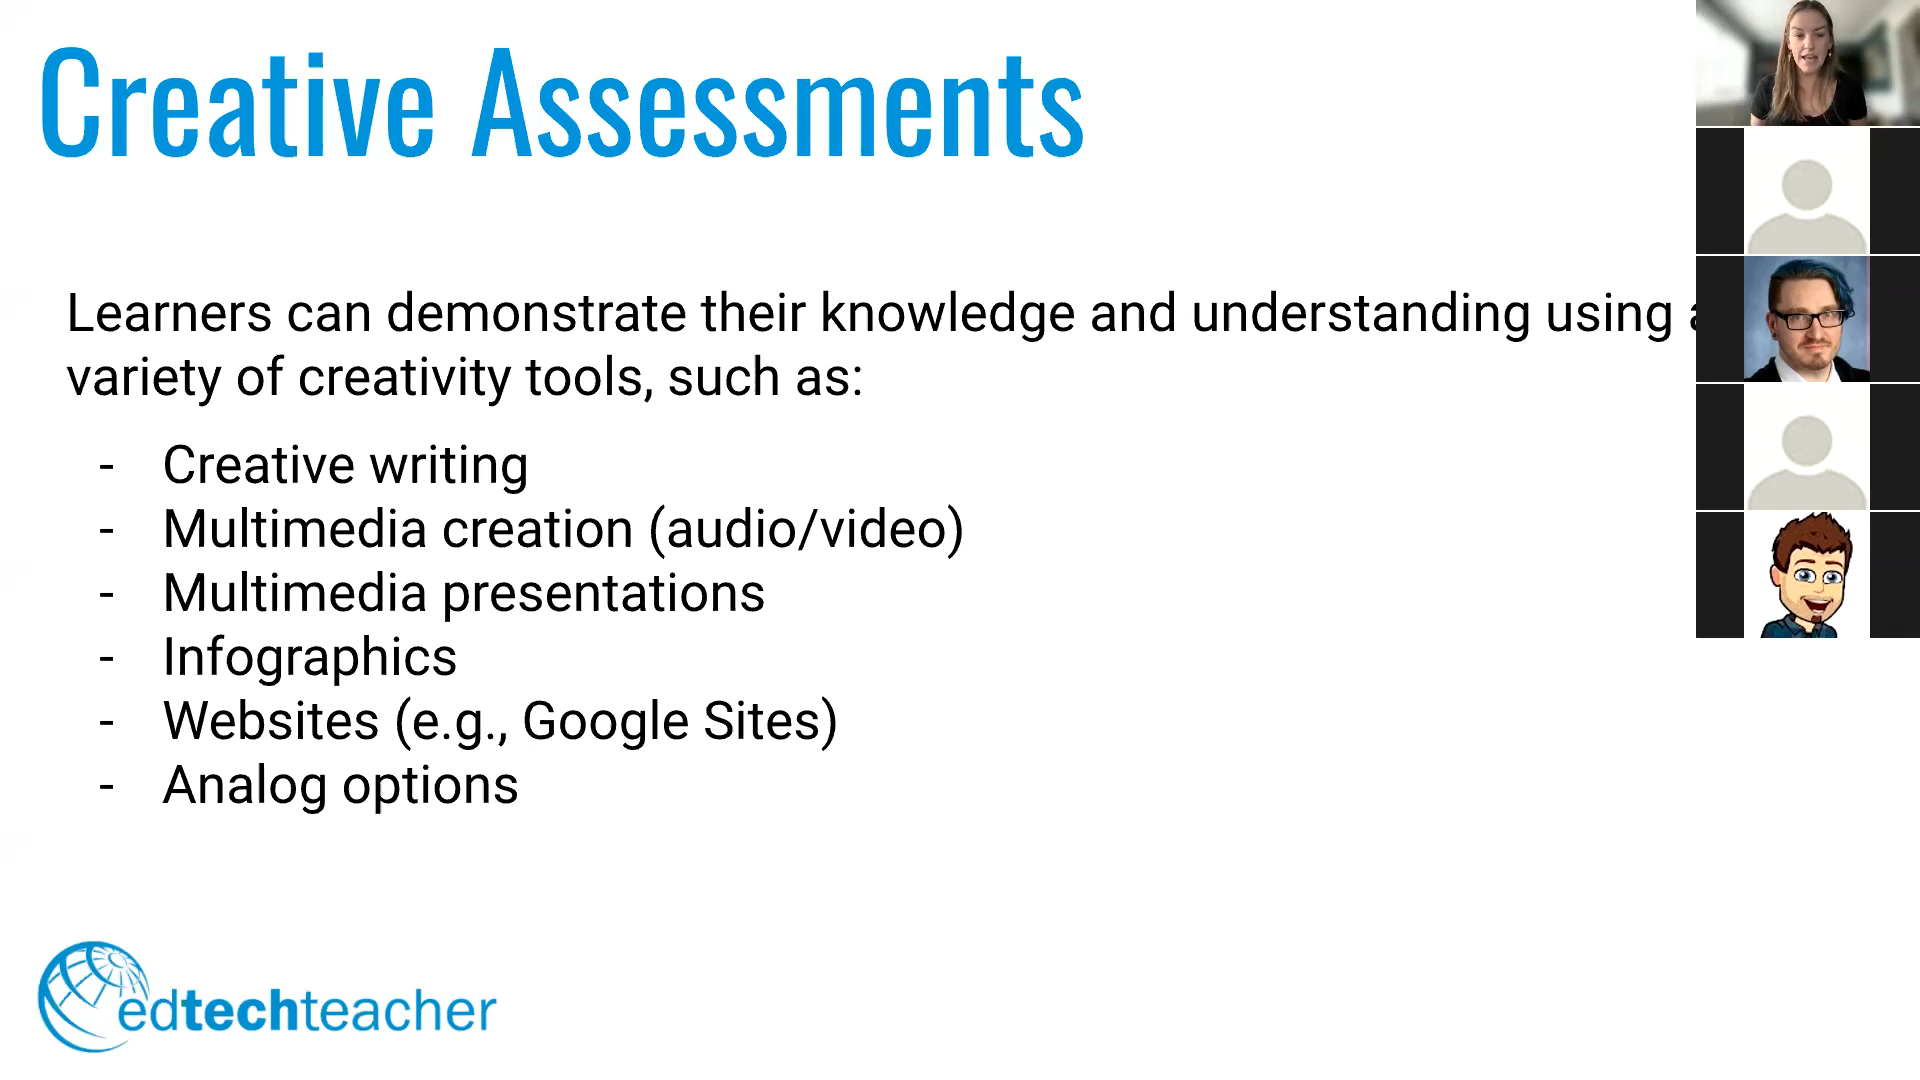 Creative Assessments
Learners can demonstrate their knowledge and understanding using a
variety of creativity tools, such as:
- Creative writing
- Multimedia creation (audio/video)
- Multimedia presentations
- Infographics
- Websites (e.g., Google Sites)
- Analog options
edtechteacher